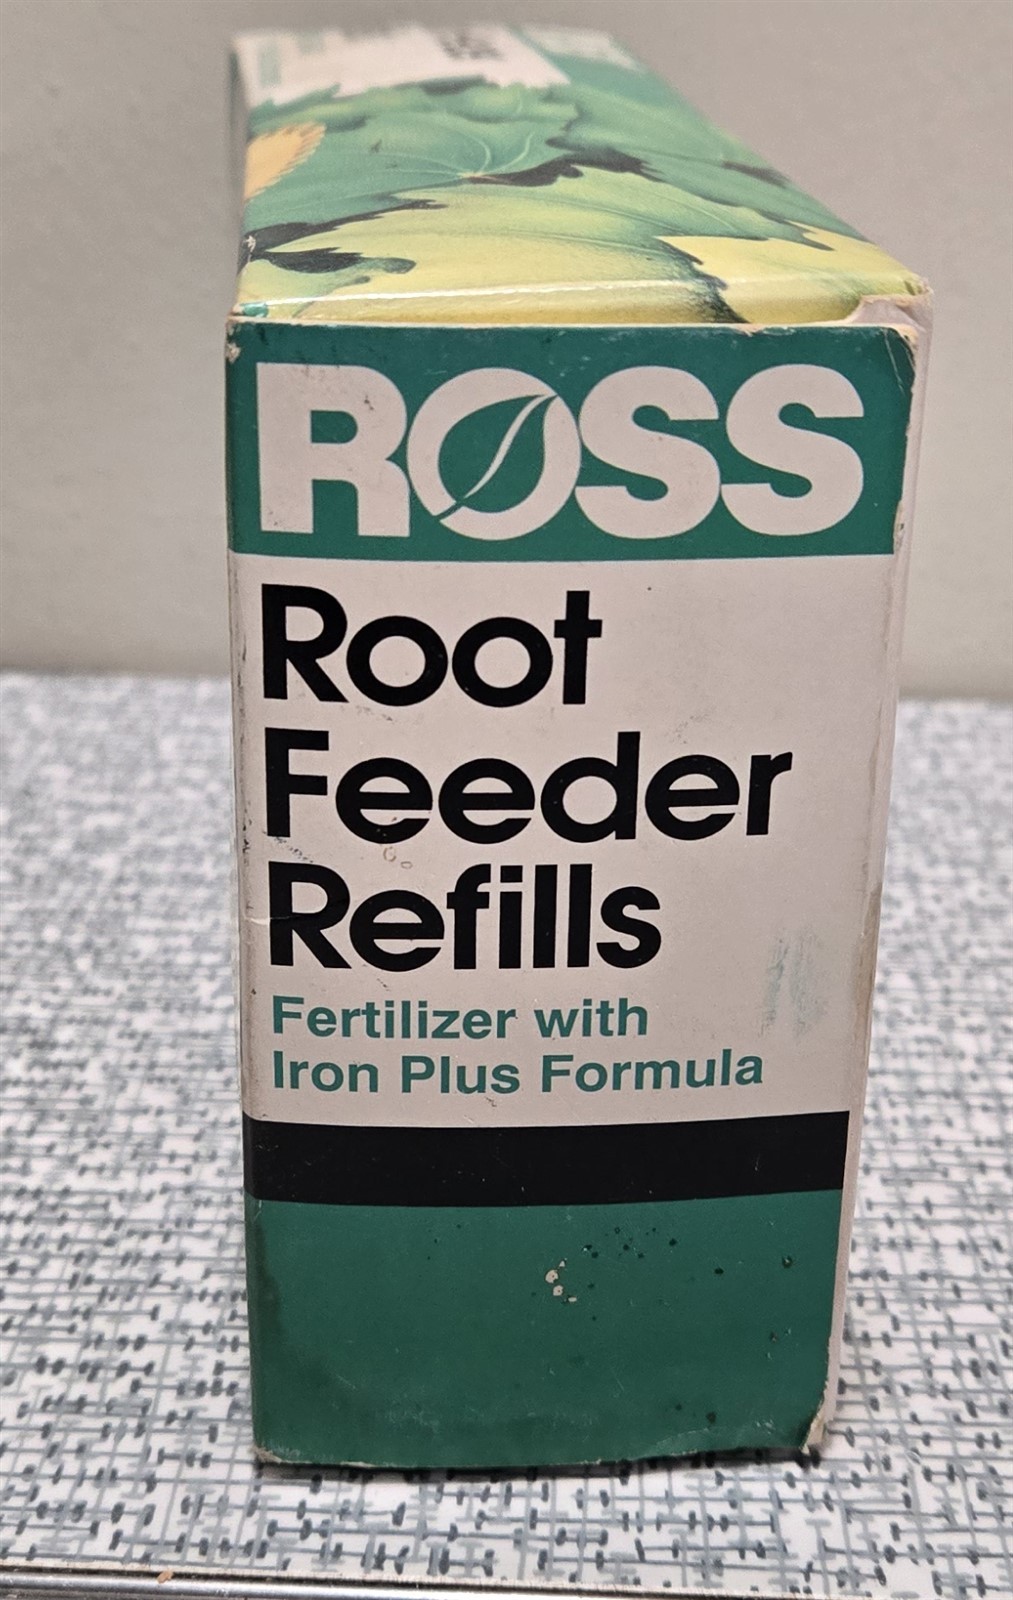 ROSS
Root
Feeder
Refills
Fertilizer with
Iron Plus Formula